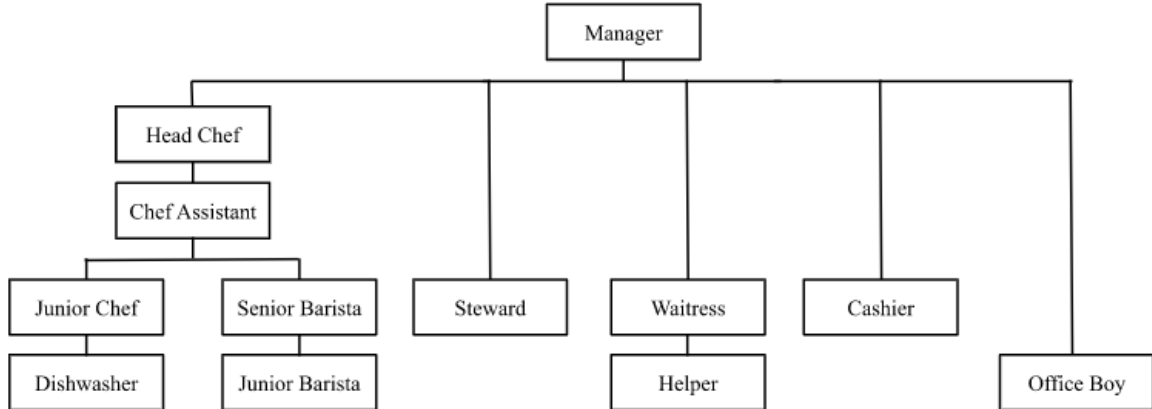 Manager
Head Chef
Chef Assistant
Junior Chef
Senior Barista
Steward
Waitress
Cashier
Dishwasher
Junior Barista
Helper
Office Boy